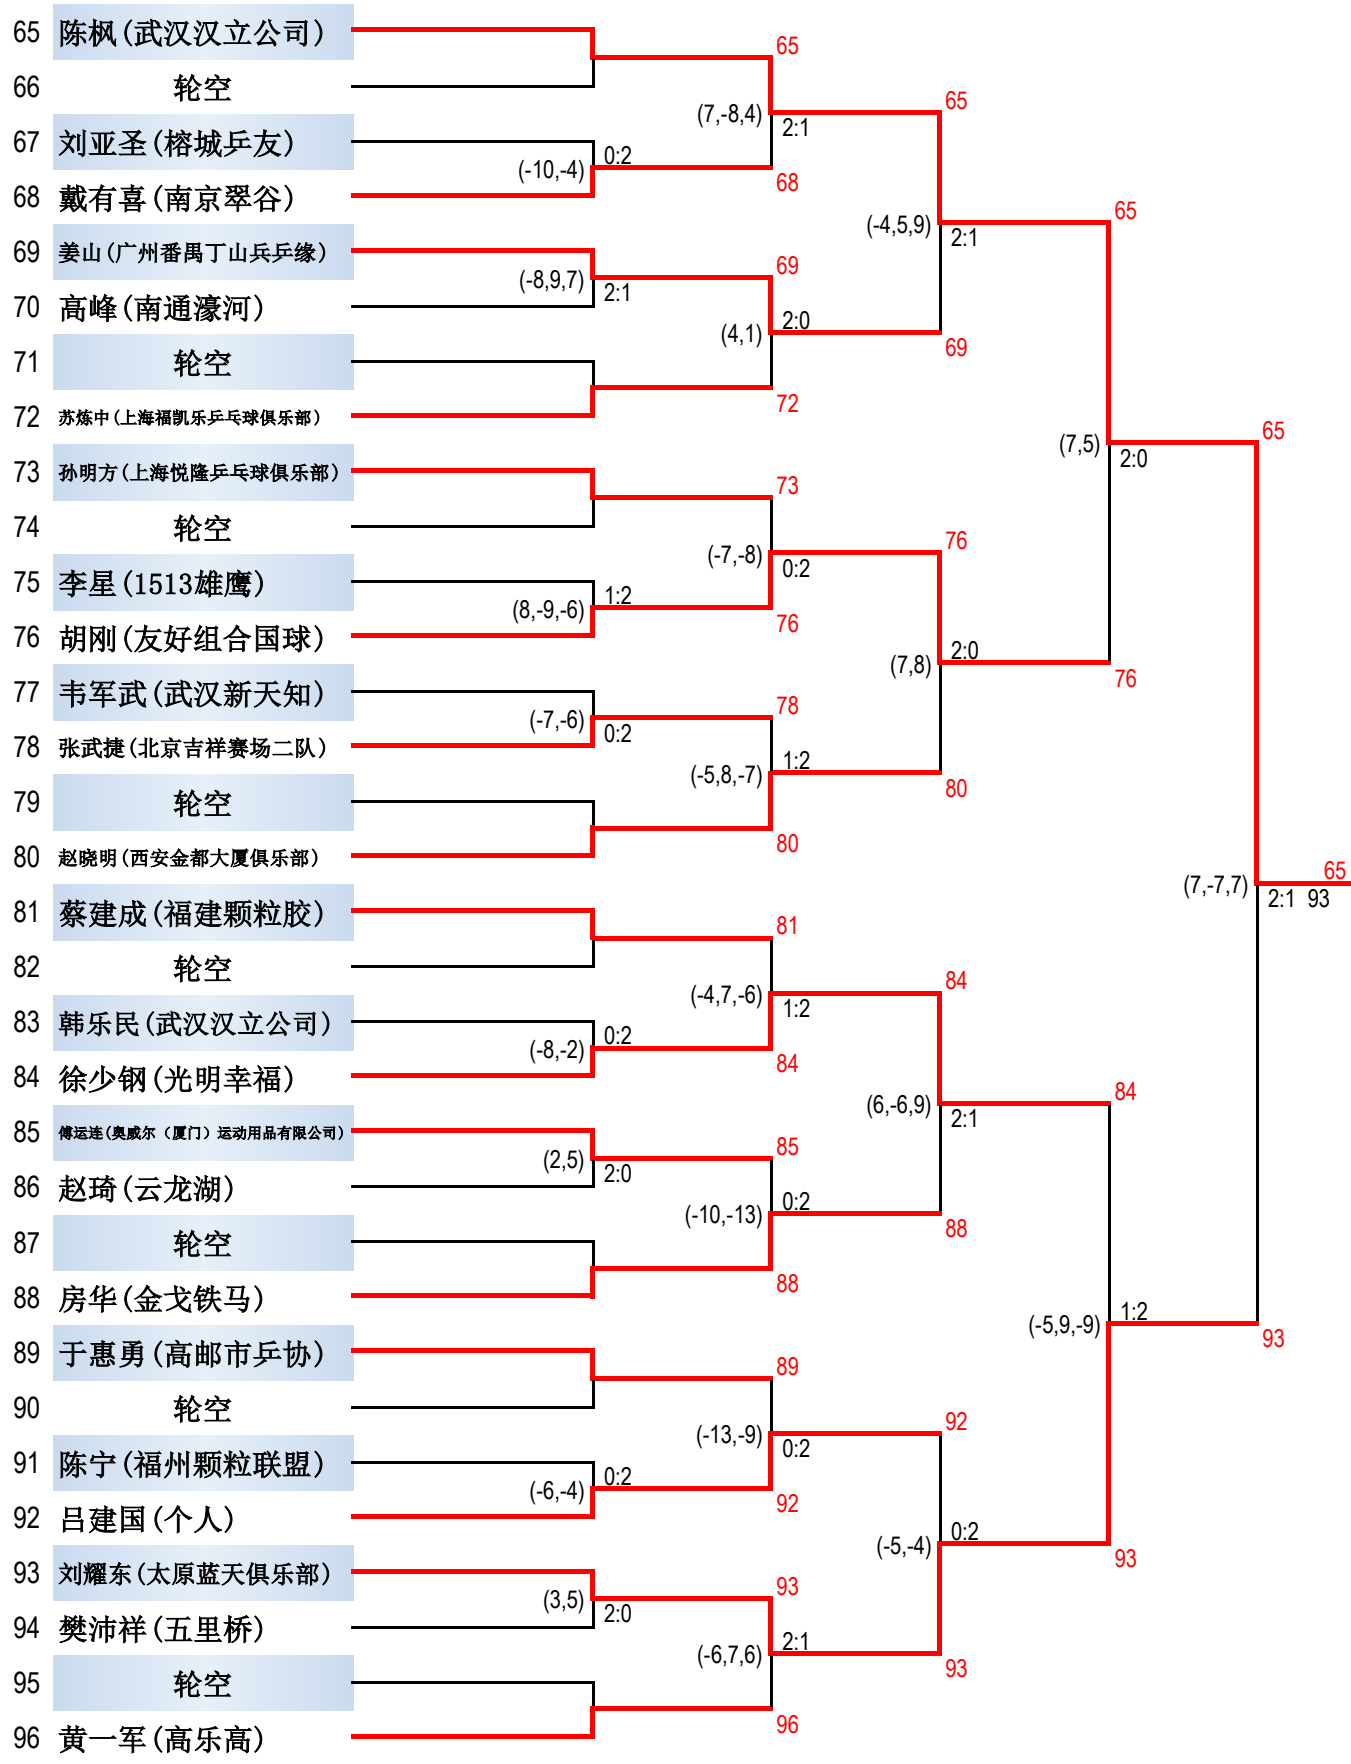 65 陈枫(武汉汉立公司)
65
66 轮空
65
(7,-8,4) 2:1
67 刘亚圣(榕城乒友)
(-10,-4) 0:2
68
68 戴有喜(南京翠谷)
65
(-4,5,9) 2:1
69 姜山(广州番禺丁山兵乒缘)
69
(-8,9,7) 2:1
70 高峰(南通濠河)
(4,1) 2:0
69
71 轮空
72
72 苏炼中(上海福凯乐乒乓球俱乐部)
65
(7,5) 2:0
73 孙明方(上海悦隆乒乓球俱乐部)
73
74 轮空
76
(-7,-8) 0:2
75 李星(1513雄鹰)
(8,-9,-6) 1:2
76
76 胡刚(友好组合国球)
(7,8) 2:0
76
77 韦军武(武汉新天知)
78
(-7,-6) 0:2
78 张武捷(北京吉祥赛场二队)
(-5,8,-7) 1:2
80
79 轮空
80
80 赵晓明(西安金都大厦俱乐部)
65
(7,-7,7) 2:1 93
81 蔡建成(福建颗粒胶)
81
82 轮空
84
(-4,7,-6) 1:2
83 韩乐民(武汉汉立公司)
(-8,-2) 0:2
84
84 徐少钢(光明幸福)
84
(6,-6,9) 2:1
85 傅运连(奥威尔（厦门）运动用品有限公司)
85
(2,5) 2:0
86 赵琦(云龙湖)
(-10,-13) 0:2
88
87 轮空
88
88 房华(金戈铁马)
(-5,9,-9) 1:2
93
89 于惠勇(高邮市乒协)
89
90 轮空
92
(-13,-9) 0:2
91 陈宁(福州颗粒联盟)
(-6,-4) 0:2
92
92 吕建国(个人)
(-5,-4) 0:2
93
93 刘耀东(太原蓝天俱乐部)
93
(3,5) 2:0
94 樊沛祥(五里桥)
(-6,7,6) 2:1
93
95 轮空
96
96 黄一军(高乐高)